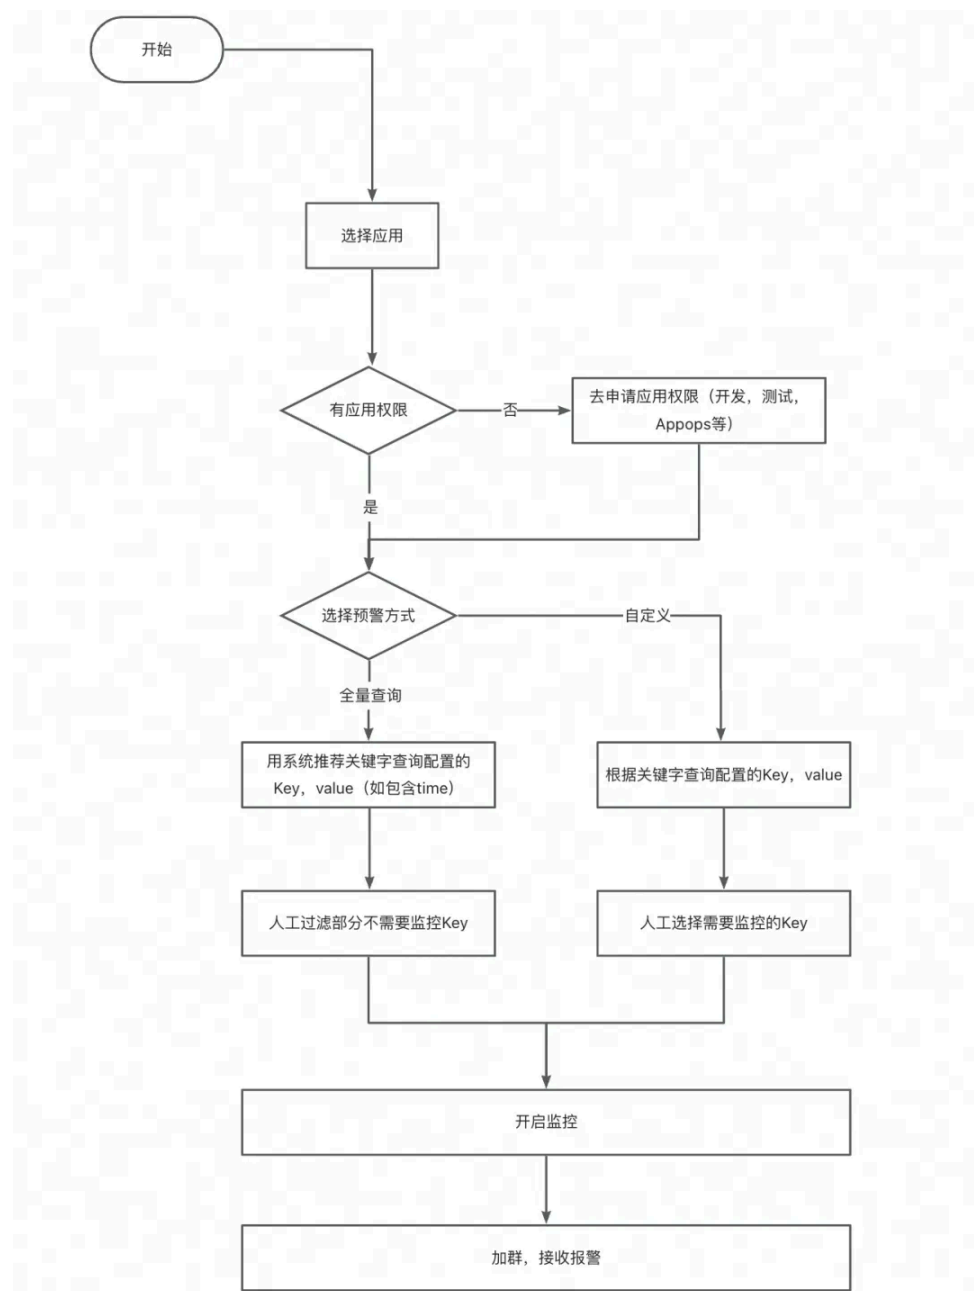 开始
选择应用
有应用权限
否
去申请应用权限（开发，测试，
Appops等）
是
选择预警方式
自定义
全量查询
用系统推荐关键字查询配置的
Key，value（如包含time）
根据关键字查询配置的Key，value
人工过滤部分不需要监控Key
人工选择需要监控的Key
开启监控
加群，接收报警